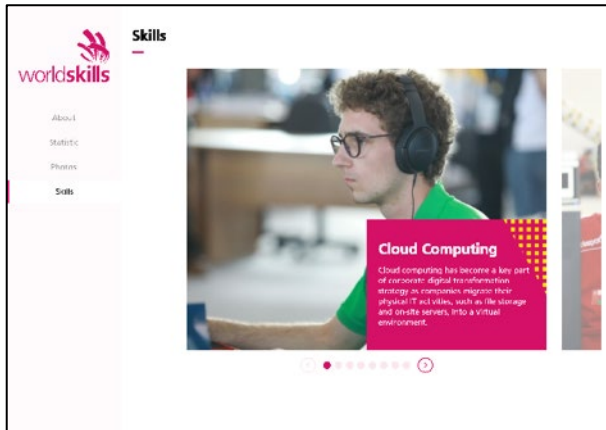 worldskills
About
Statistic
Photos
Skills
Skills
Cloud Computing
Cloud computing has become a key part
of corporate digital transformation
strategy as companies migrate their
physical IT activities, such as file storage
and on-site servers, into a virtual
environment.